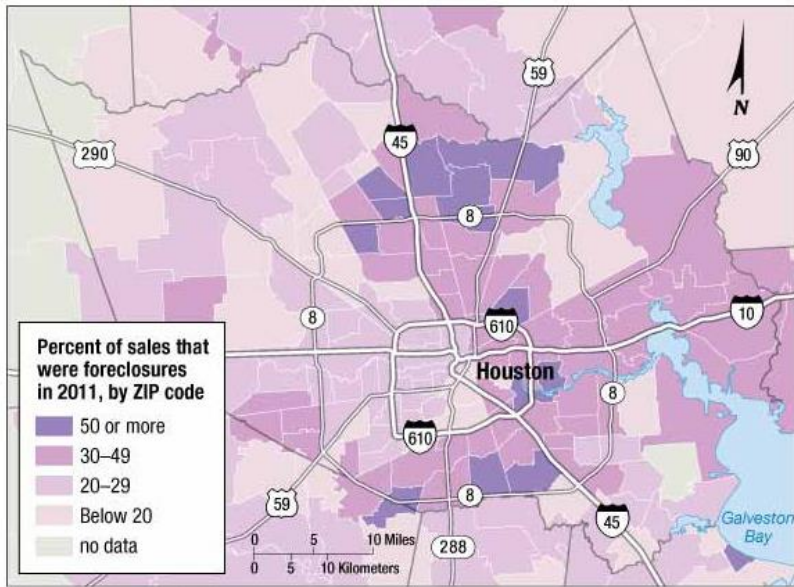 59
N
45
290
90
8
8
610
10
Houston
8
610
8
59
45
288
Galveston
Bay
Percent of sales that
were foreclosures
in 2011, by ZIP code
50 or more
30–49
20–29
Below 20
no data
0 5 10 Miles
0 5 10 Kilometers